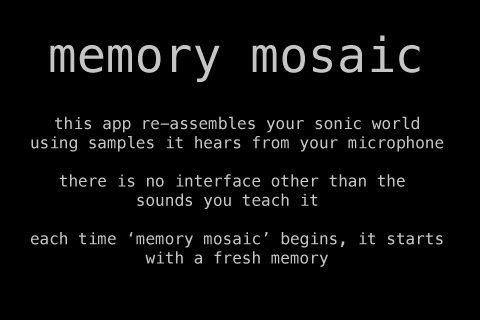 memory mosaic
this app re-assembles your sonic world
using samples it hears from your microphone
there is no interface other than the
sounds you teach it
each time ‘memory mosaic’ begins, it starts
with a fresh memory